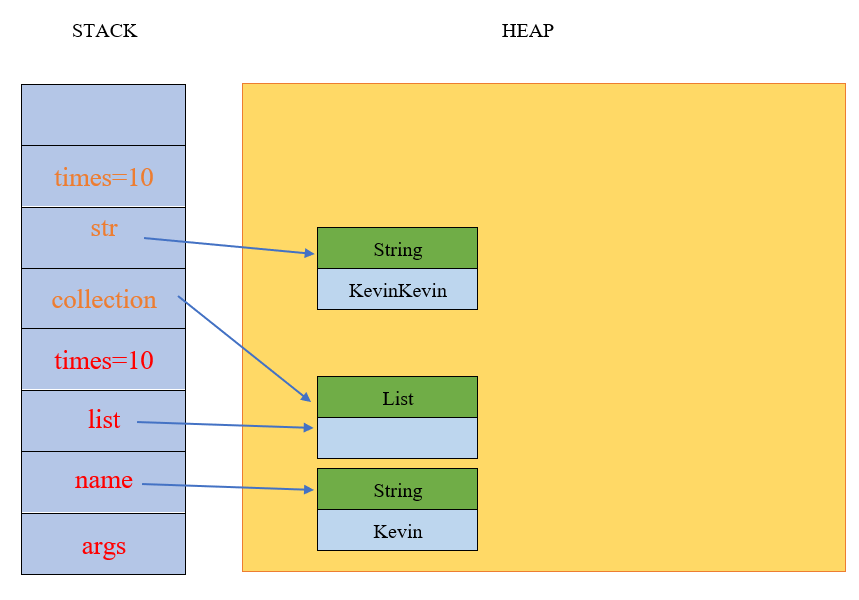 STACK
HEAP
times=10
str
collection
times=10
list
name
args
String
KevinKevin
List
String
Kevin